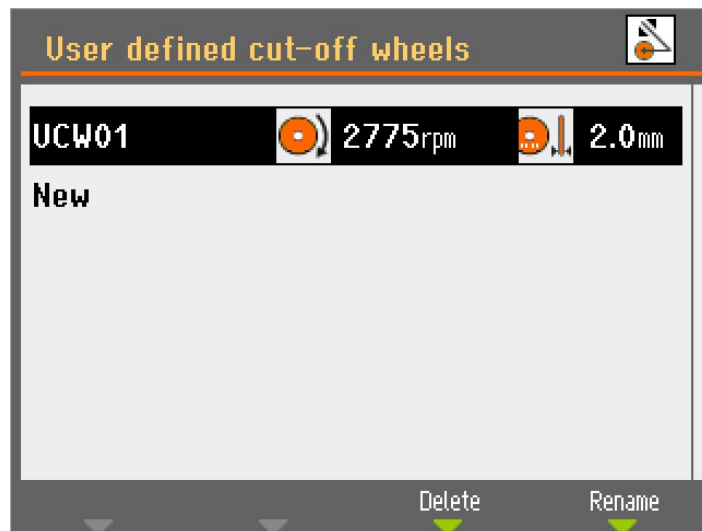 User defined cut-off wheels
UCW01 2775rpm 2.0mm
New
Delete Rename